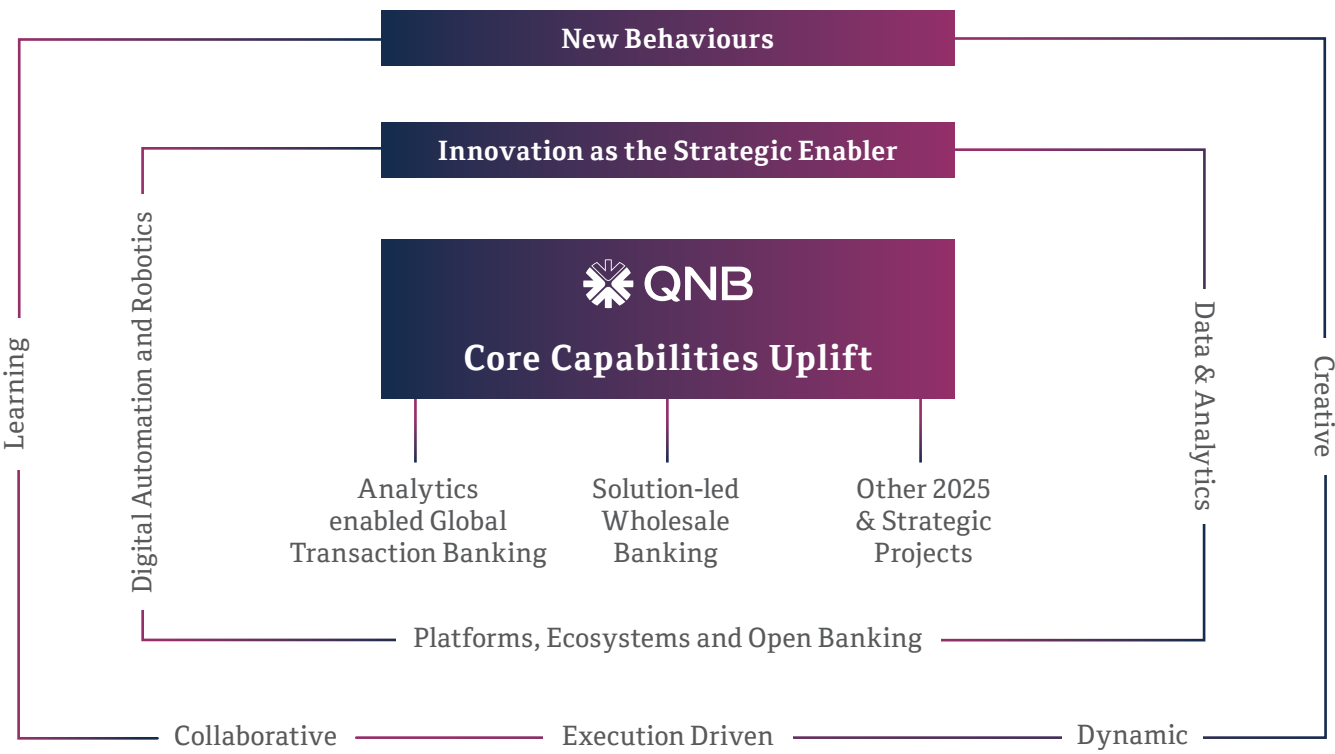 New Behaviours
Innovation as the Strategic Enabler
QNB
Core Capabilities Uplift
Analytics
enabled Global
Transaction Banking
Solution-led
Wholesale
Banking
Other 2025
& Strategic
Projects
Digital Automation and Robotics
Platforms, Ecosystems and Open Banking
Data & Analytics
Learning
Collaborative
Execution Driven
Dynamic
Creative